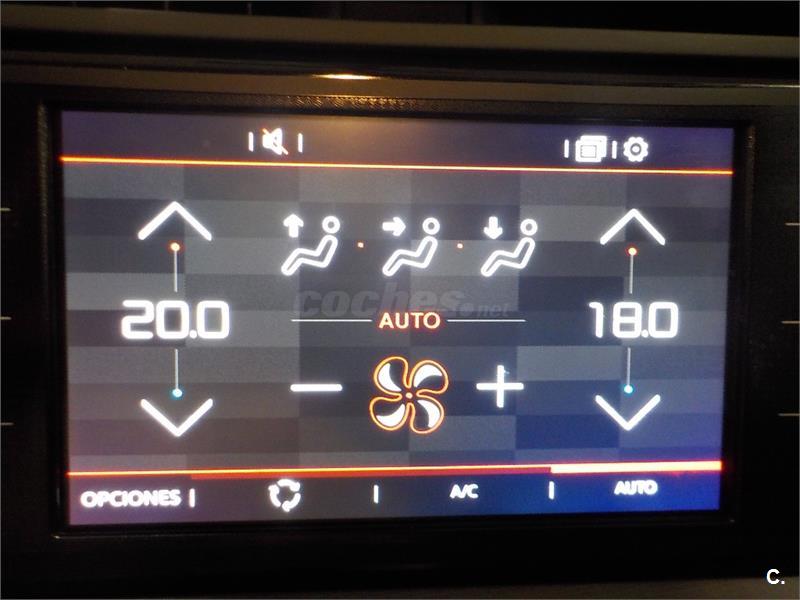 20.0
18.0
coches.net
AUTO
OPCIONES
A/C
AUTO
C.